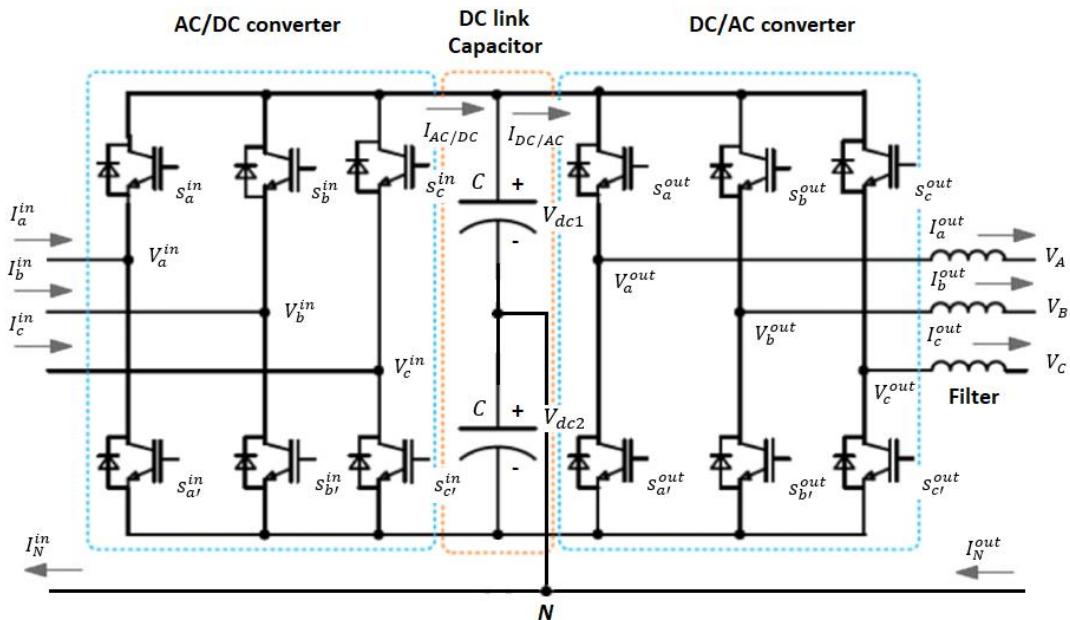 AC/DC converter
DC link
Capacitor
DC/AC converter
I_{AC/DC}
I_{DC/AC}
s_a^{in}
s_b^{in}
s_c^{in}
C
+
V_{dc1}
-
s_a^{out}
s_b^{out}
s_c^{out}
I_a^{in}
V_a^{in}
I_b^{in}
V_b^{in}
I_c^{in}
V_c^{in}
I_a^{out}
V_A
V_a^{out}
I_b^{out}
V_B
V_b^{out}
I_c^{out}
V_C
V_c^{out}
Filter
C
+
V_{dc2}
-
s_{a'}^{in}
s_{b'}^{in}
s_{c'}^{in}
s_{a'}^{out}
s_{b'}^{out}
s_{c'}^{out}
I_N^{in}
I_N^{out}
N